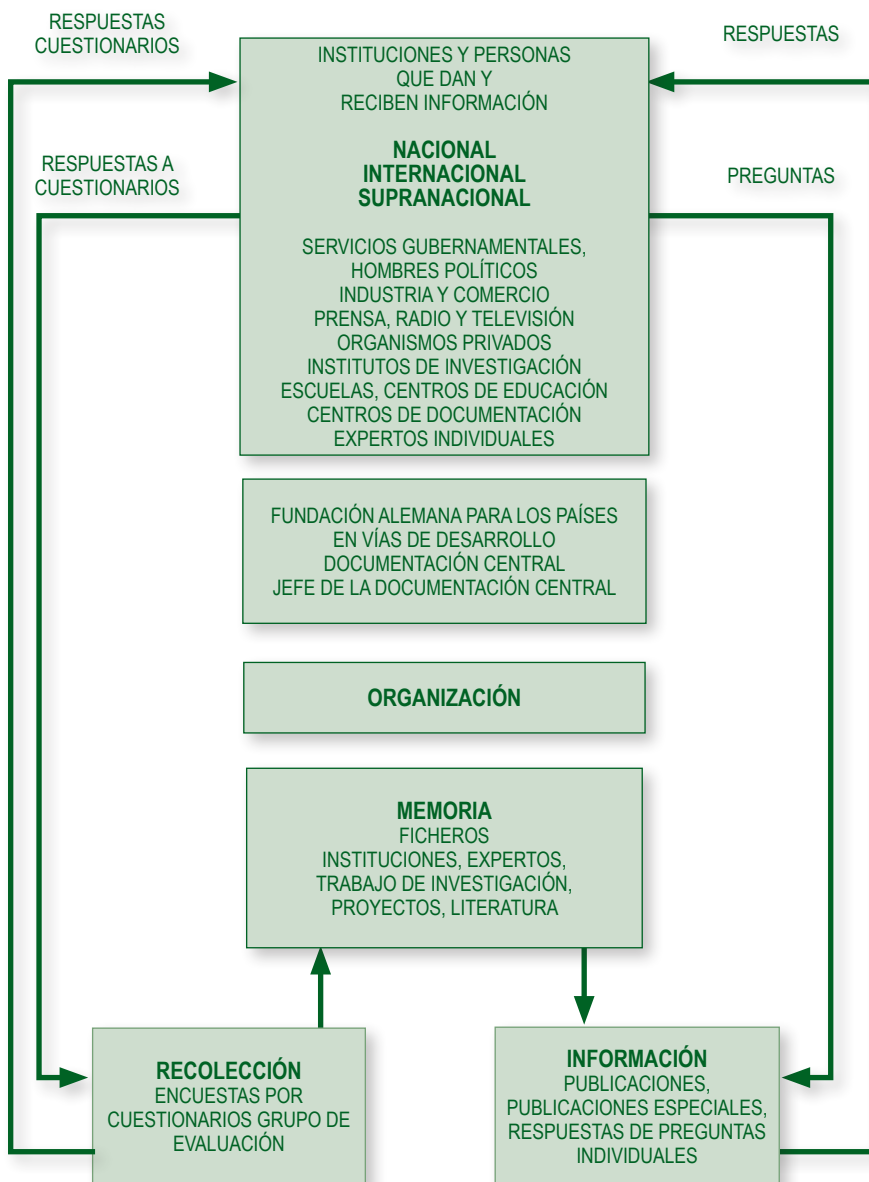 RESPUESTAS
CUESTIONARIOS
RESPUESTAS
INSTITUCIONES Y PERSONAS
QUE DAN Y
RECIBEN INFORMACIÓN
NACIONAL
INTERNACIONAL
SUPRANACIONAL
RESPUESTAS A
CUESTIONARIOS
PREGUNTAS
SERVICIOS GUBERNAMENTALES,
HOMBRES POLÍTICOS
INDUSTRIA Y COMERCIO
PRENSA, RADIO Y TELEVISIÓN
ORGANISMOS PRIVADOS
INSTITUTOS DE INVESTIGACIÓN
ESCUELAS, CENTROS DE EDUCACIÓN
CENTROS DE DOCUMENTACIÓN
EXPERTOS INDIVIDUALES
FUNDACIÓN ALEMANA PARA LOS PAÍSES
EN VÍAS DE DESARROLLO
DOCUMENTACIÓN CENTRAL
JEFE DE LA DOCUMENTACIÓN CENTRAL
ORGANIZACIÓN
MEMORIA
FICHEROS
INSTITUCIONES, EXPERTOS,
TRABAJO DE INVESTIGACIÓN,
PROYECTOS, LITERATURA
RECOLECCIÓN
ENCUESTAS POR
CUESTIONARIOS GRUPO DE
EVALUACIÓN
INFORMACIÓN
PUBLICACIONES,
PUBLICACIONES ESPECIALES,
RESPUESTAS DE PREGUNTAS
INDIVIDUALES